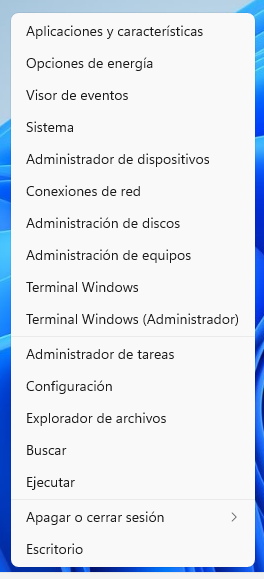 Aplicaciones y características
Opciones de energía
Visor de eventos
Sistema
Administrador de dispositivos
Conexiones de red
Administración de discos
Administración de equipos
Terminal Windows
Terminal Windows (Administrador)
Administrador de tareas
Configuración
Explorador de archivos
Buscar
Ejecutar
Apagar o cerrar sesión
Escritorio